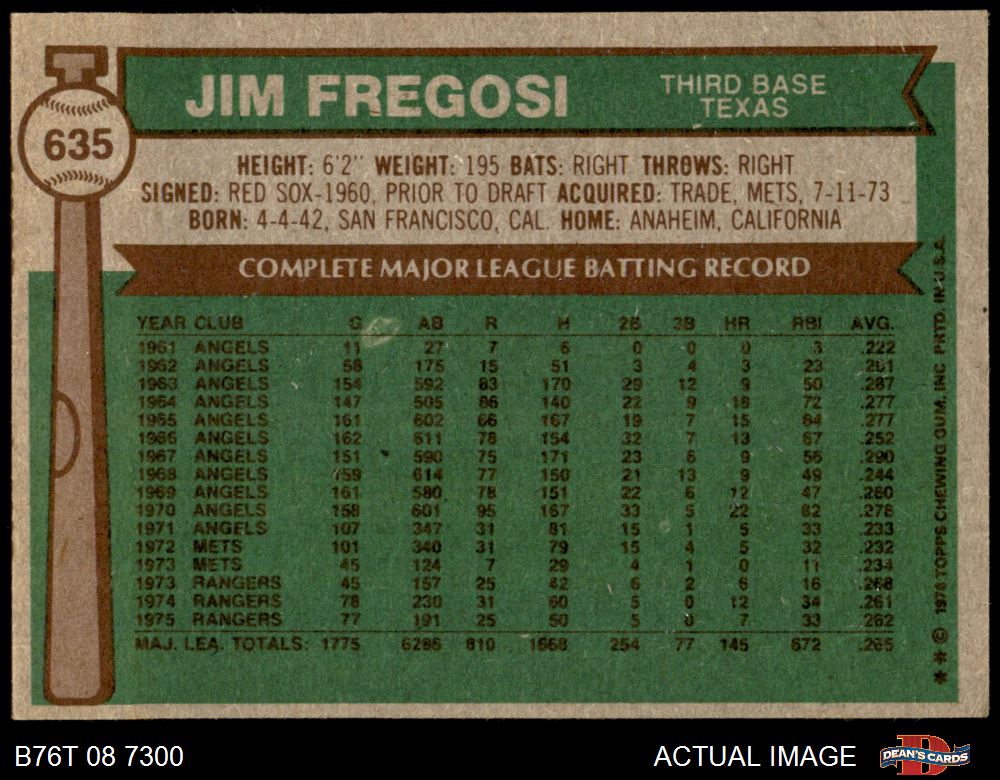 635
JIM FREGOSI
THIRD BASE
TEXAS
HEIGHT: 6'2" WEIGHT: 195 BATS: RIGHT THROWS: RIGHT
SIGNED: RED SOX-1960, PRIOR TO DRAFT ACQUIRED: TRADE, METS, 7-11-73
BORN: 4-4-42, SAN FRANCISCO, CAL. HOME: ANAHEIM, CALIFORNIA
COMPLETE MAJOR LEAGUE BATTING RECORD
YEAR CLUB G AB R H 2B 3B HR RBI AVG.
1961 ANGELS 11 27 7 6 0 0 0 3 .222
1962 ANGELS 58 175 15 51 3 4 3 23 .291
1963 ANGELS 154 592 83 170 29 12 9 50 .287
1964 ANGELS 147 505 86 140 22 9 18 72 .277
1965 ANGELS 161 602 66 167 19 7 15 64 .277
1966 ANGELS 162 611 78 154 32 7 13 67 .252
1967 ANGELS 151 590 75 171 23 6 9 56 .290
1968 ANGELS 159 614 77 150 21 13 9 49 .244
1969 ANGELS 161 580 78 151 22 6 12 47 .260
1970 ANGELS 158 601 95 167 33 5 22 82 .278
1971 ANGELS 107 347 31 81 15 1 5 33 .233
1972 METS 101 340 31 79 15 4 5 32 .232
1973 METS 45 124 7 29 4 1 0 11 .234
1973 RANGERS 45 157 25 42 6 2 6 16 .268
1974 RANGERS 78 230 31 60 5 0 12 34 .261
1975 RANGERS 77 191 25 50 5 0 7 33 .262
MAJ. LEA. TOTALS: 1775 6286 810 1668 254 77 145 672 .265
** © 1976 TOPPS CHEWING GUM, INC PRTD. IN U.S.A.
B76T 08 7300
ACTUAL IMAGE
D
DEAN'S CARDS